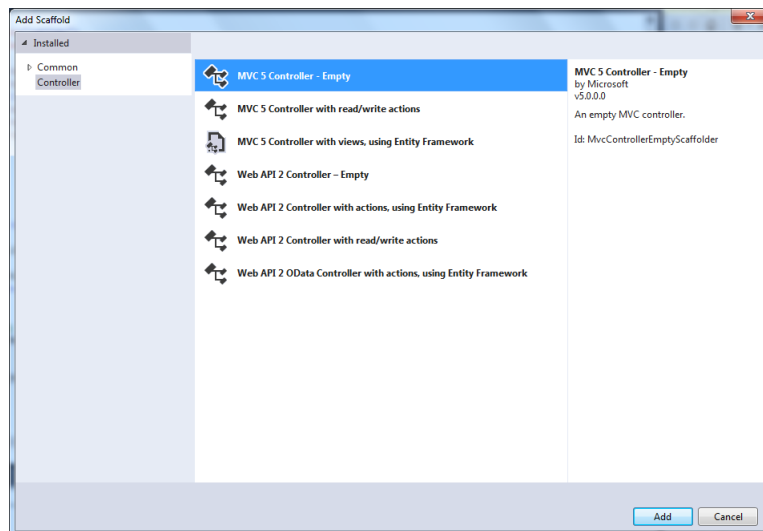 Add Scaffold
Installed
Common
Controller
MVC 5 Controller - Empty
MVC 5 Controller with read/write actions
MVC 5 Controller with views, using Entity Framework
Web API 2 Controller – Empty
Web API 2 Controller with actions, using Entity Framework
Web API 2 Controller with read/write actions
Web API 2 OData Controller with actions, using Entity Framework
MVC 5 Controller - Empty
by Microsoft
v5.0.0.0
An empty MVC controller.
Id: MvcControllerEmptyScaffolder
Add
Cancel